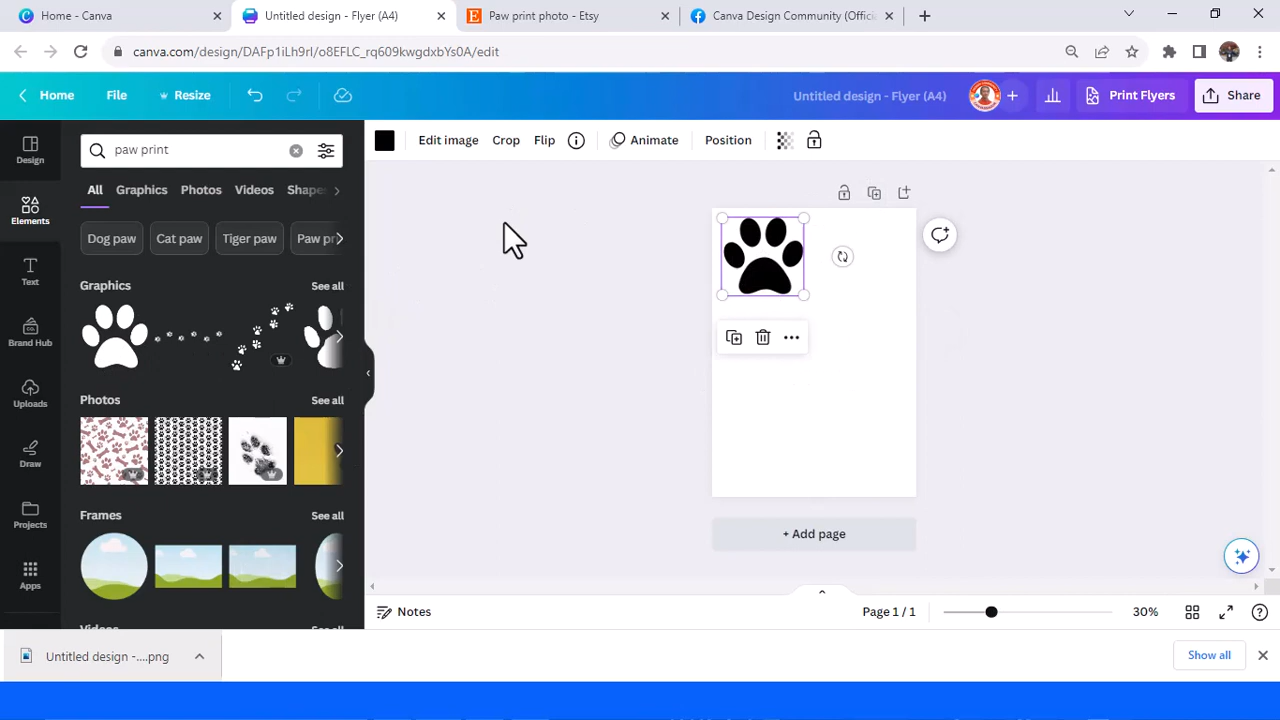 Home - Canva
Untitled design - Flyer (A4)
Paw print photo - Etsy
Canva Design Community (Offici
canva.com/design/DAFp1iLh9rI/o8EFLC_rq609kwgdxbYs0A/edit
Home
File
Resize
Untitled design - Flyer (A4)
Print Flyers
Share
Design
Elements
Text
Brand Hub
Uploads
Draw
Projects
Apps
paw print
All
Graphics
Photos
Videos
Shapes
Dog paw
Cat paw
Tiger paw
Paw pr
Graphics
See all
Photos
See all
Frames
See all
Edit image
Crop
Flip
Animate
Position
+ Add page
Notes
Page 1 / 1
30%
Untitled design -....png
Show all